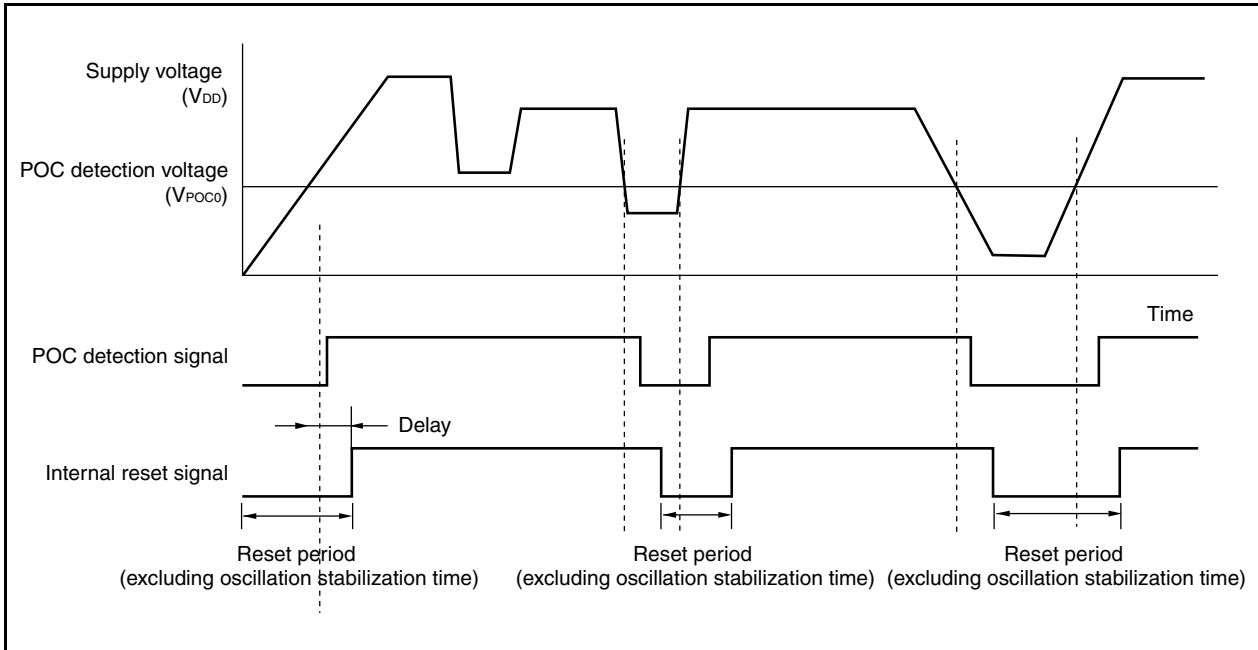 Supply voltage
(VDD)
POC detection voltage
(VPOC0)
Time
POC detection signal
Delay
Internal reset signal
Reset period
(excluding oscillation stabilization time)
Reset period
(excluding oscillation stabilization time)
Reset period
(excluding oscillation stabilization time)